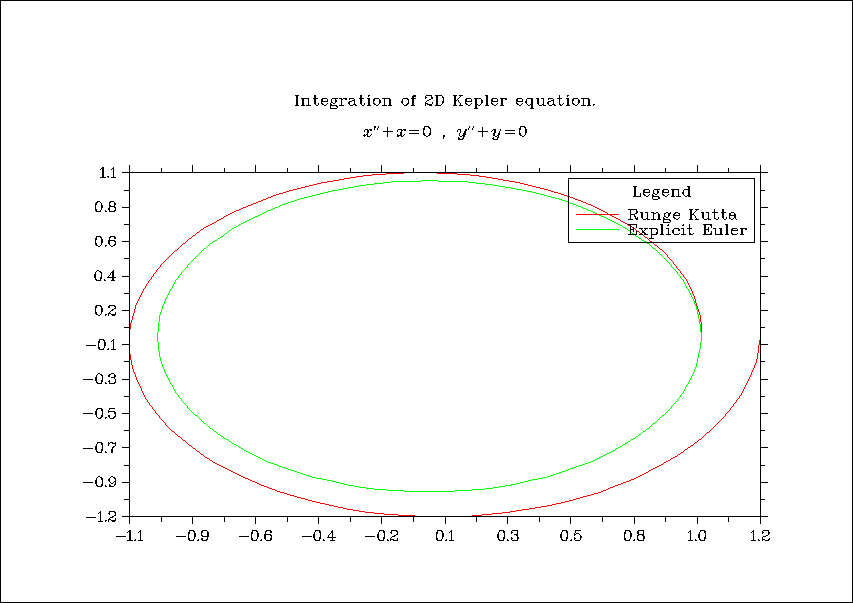 Integration of 2D Kepler equation.
x''+x=0 , y''+y=0
Legend
Runge Kutta
Explicit Euler
1.1
0.8
0.6
0.4
0.2
−0.1
−0.3
−0.5
−0.7
−0.9
−1.2
−1.1 −0.9 −0.6 −0.4 −0.2 0.1 0.3 0.5 0.8 1.0 1.2